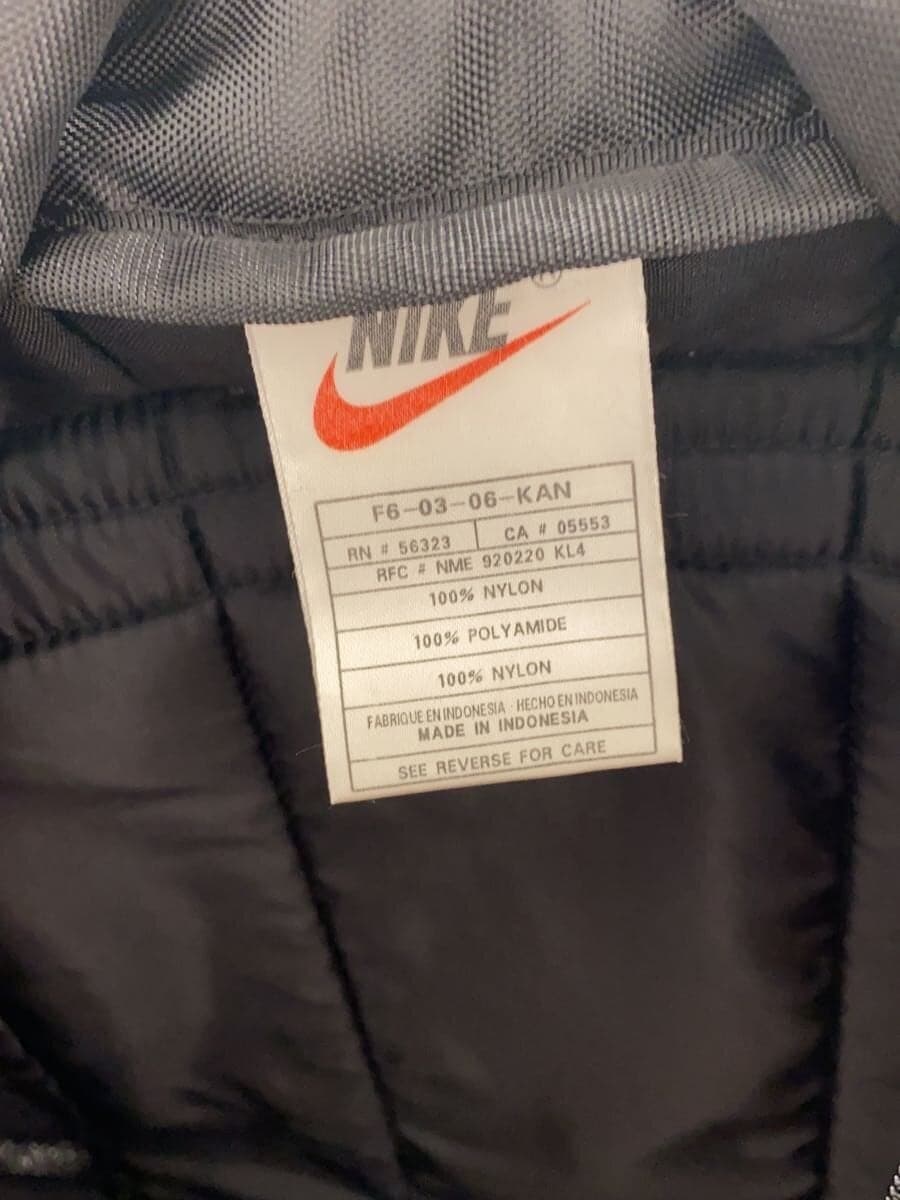 NIKE ®
F6-03-06-KAN
RN # 56323 CA # 05553
RFC # NME 920220 KL4
100% NYLON
100% POLYAMIDE
100% NYLON
FABRIQUE EN INDONESIA · HECHO EN INDONESIA
MADE IN INDONESIA
SEE REVERSE FOR CARE